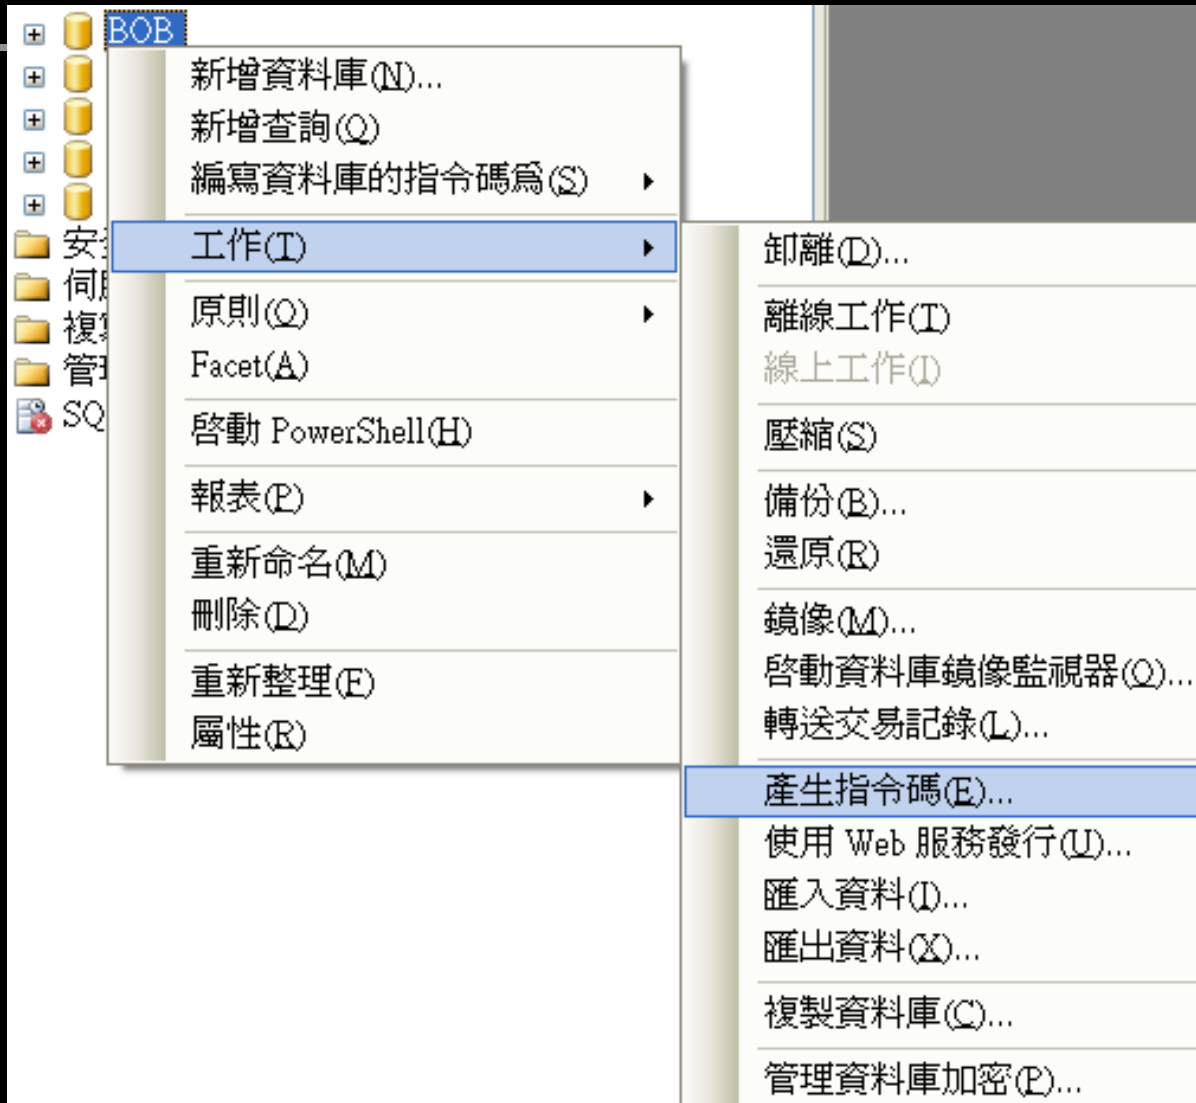 BOB
新增資料庫(N)...
新增查詢(Q)
編寫資料庫的指令碼為(S)
工作(T)
原則(O)
Facet(A)
啟動 PowerShell(H)
報表(P)
重新命名(M)
刪除(D)
重新整理(F)
屬性(R)
安
伺
複
管
SQ
卸離(D)...
離線工作(T)
線上工作(I)
壓縮(S)
備份(B)...
還原(R)
鏡像(M)...
啟動資料庫鏡像監視器(O)...
轉送交易記錄(L)...
產生指令碼(E)...
使用 Web 服務發行(U)...
匯入資料(I)...
匯出資料(X)...
複製資料庫(C)...
管理資料庫加密(P)...